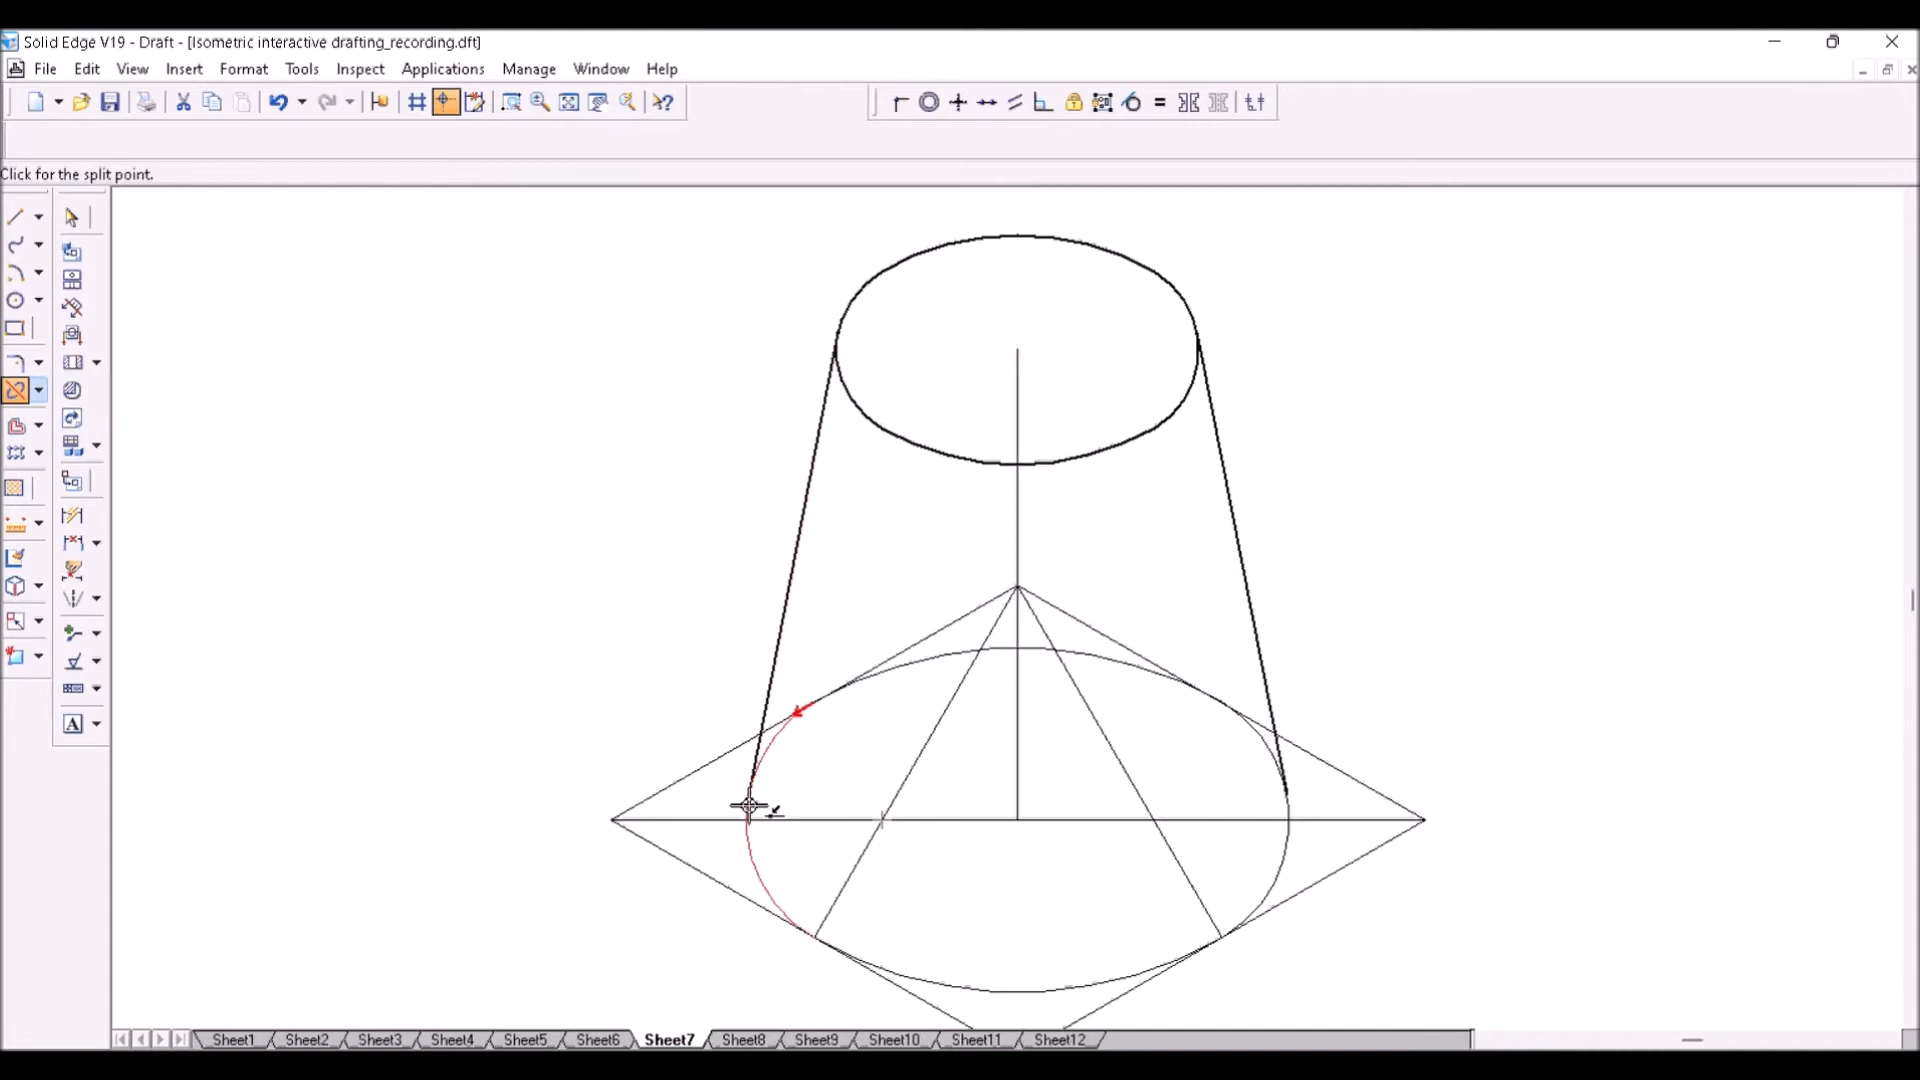 Solid Edge V19 - Draft - [Isometric interactive drafting_recording.dft]
File Edit View Insert Format Tools Inspect Applications Manage Window Help
Click for the split point.
A
Sheet1 Sheet2 Sheet3 Sheet4 Sheet5 Sheet6 Sheet7 Sheet8 Sheet9 Sheet10 Sheet11 Sheet12